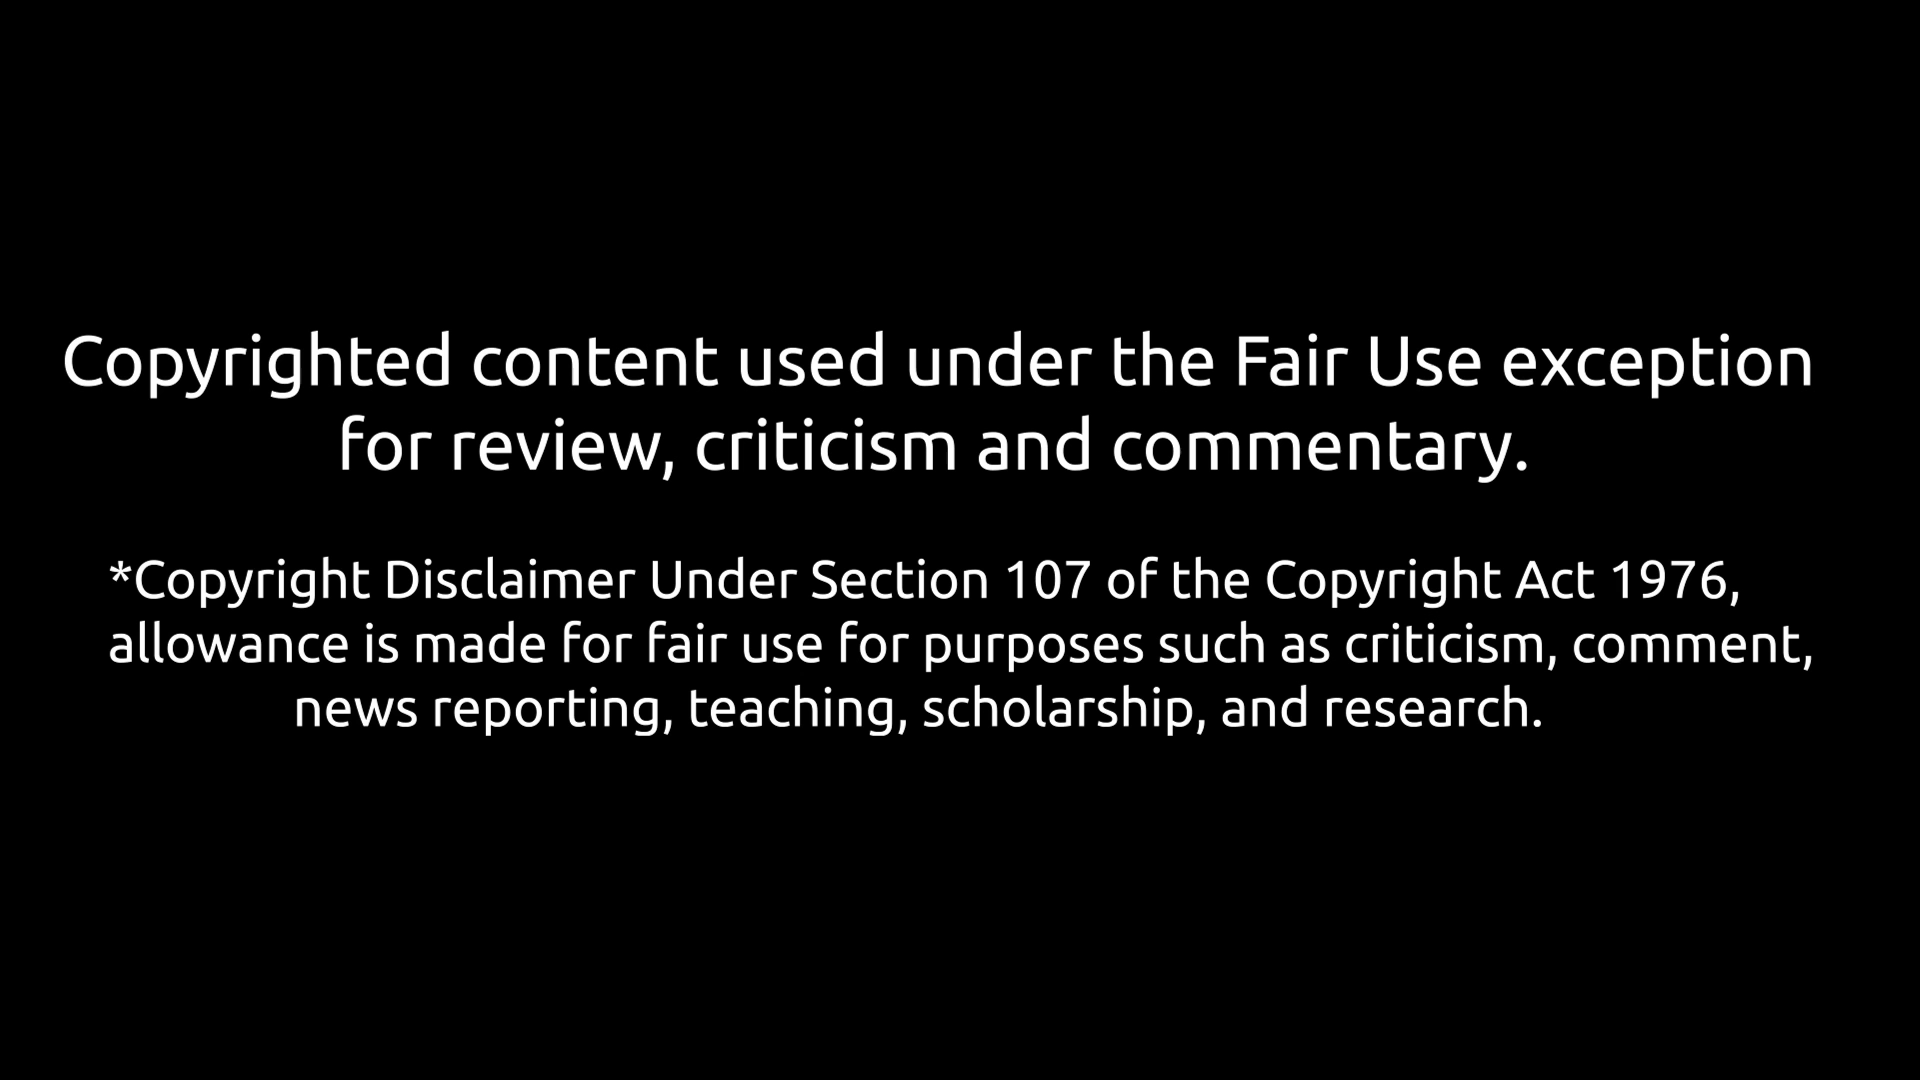 Copyrighted content used under the Fair Use exception
for review, criticism and commentary.
*Copyright Disclaimer Under Section 107 of the Copyright Act 1976,
allowance is made for fair use for purposes such as criticism, comment,
news reporting, teaching, scholarship, and research.